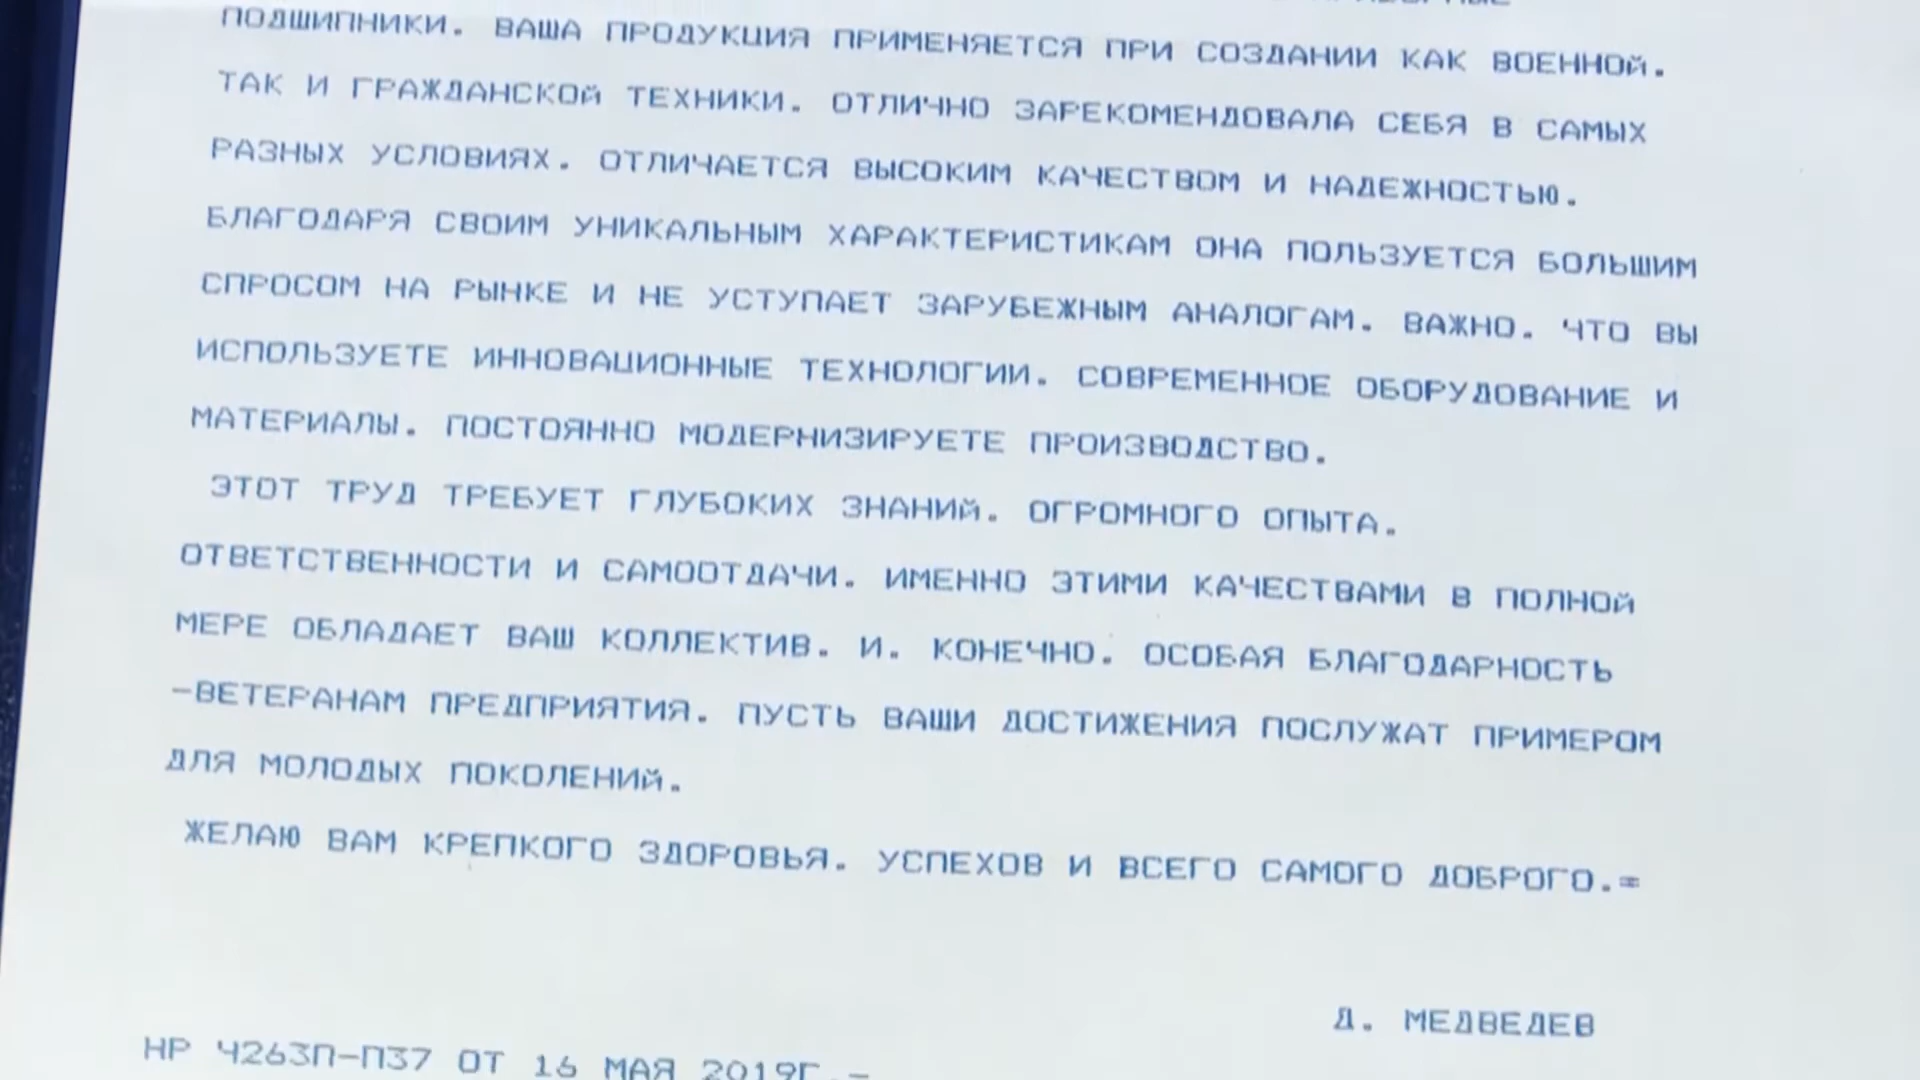 ПОДШИПНИКИ. ВАША ПРОДУКЦИЯ ПРИМЕНЯЕТСЯ ПРИ СОЗДАНИИ КАК ВОЕННОЙ.
ТАК И ГРАЖДАНСКОЙ ТЕХНИКИ. ОТЛИЧНО ЗАРЕКОМЕНДОВАЛА СЕБЯ В САМЫХ
РАЗНЫХ УСЛОВИЯХ. ОТЛИЧАЕТСЯ ВЫСОКИМ КАЧЕСТВОМ И НАДЕЖНОСТЬЮ.
БЛАГОДАРЯ СВОИМ УНИКАЛЬНЫМ ХАРАКТЕРИСТИКАМ ОНА ПОЛЬЗУЕТСЯ БОЛЬШИМ
СПРОСОМ НА РЫНКЕ И НЕ УСТУПАЕТ ЗАРУБЕЖНЫМ АНАЛОГАМ. ВАЖНО. ЧТО ВЫ
ИСПОЛЬЗУЕТЕ ИННОВАЦИОННЫЕ ТЕХНОЛОГИИ. СОВРЕМЕННОЕ ОБОРУДОВАНИЕ И
МАТЕРИАЛЫ. ПОСТОЯННО МОДЕРНИЗИРУЕТЕ ПРОИЗВОДСТВО.
ЭТОТ ТРУД ТРЕБУЕТ ГЛУБОКИХ ЗНАНИЙ. ОГРОМНОГО ОПЫТА.
ОТВЕТСТВЕННОСТИ И САМООТДАЧИ. ИМЕННО ЭТИМИ КАЧЕСТВАМИ В ПОЛНОЙ
МЕРЕ ОБЛАДАЕТ ВАШ КОЛЛЕКТИВ. И. КОНЕЧНО. ОСОБАЯ БЛАГОДАРНОСТЬ
-ВЕТЕРАНАМ ПРЕДПРИЯТИЯ. ПУСТЬ ВАШИ ДОСТИЖЕНИЯ ПОСЛУЖАТ ПРИМЕРОМ
ДЛЯ МОЛОДЫХ ПОКОЛЕНИЙ.
ЖЕЛАЮ ВАМ КРЕПКОГО ЗДОРОВЬЯ. УСПЕХОВ И ВСЕГО САМОГО ДОБРОГО.=
Д. МЕДВЕДЕВ
НР 4263П-П37 ОТ 16 МАЯ 2019Г.-